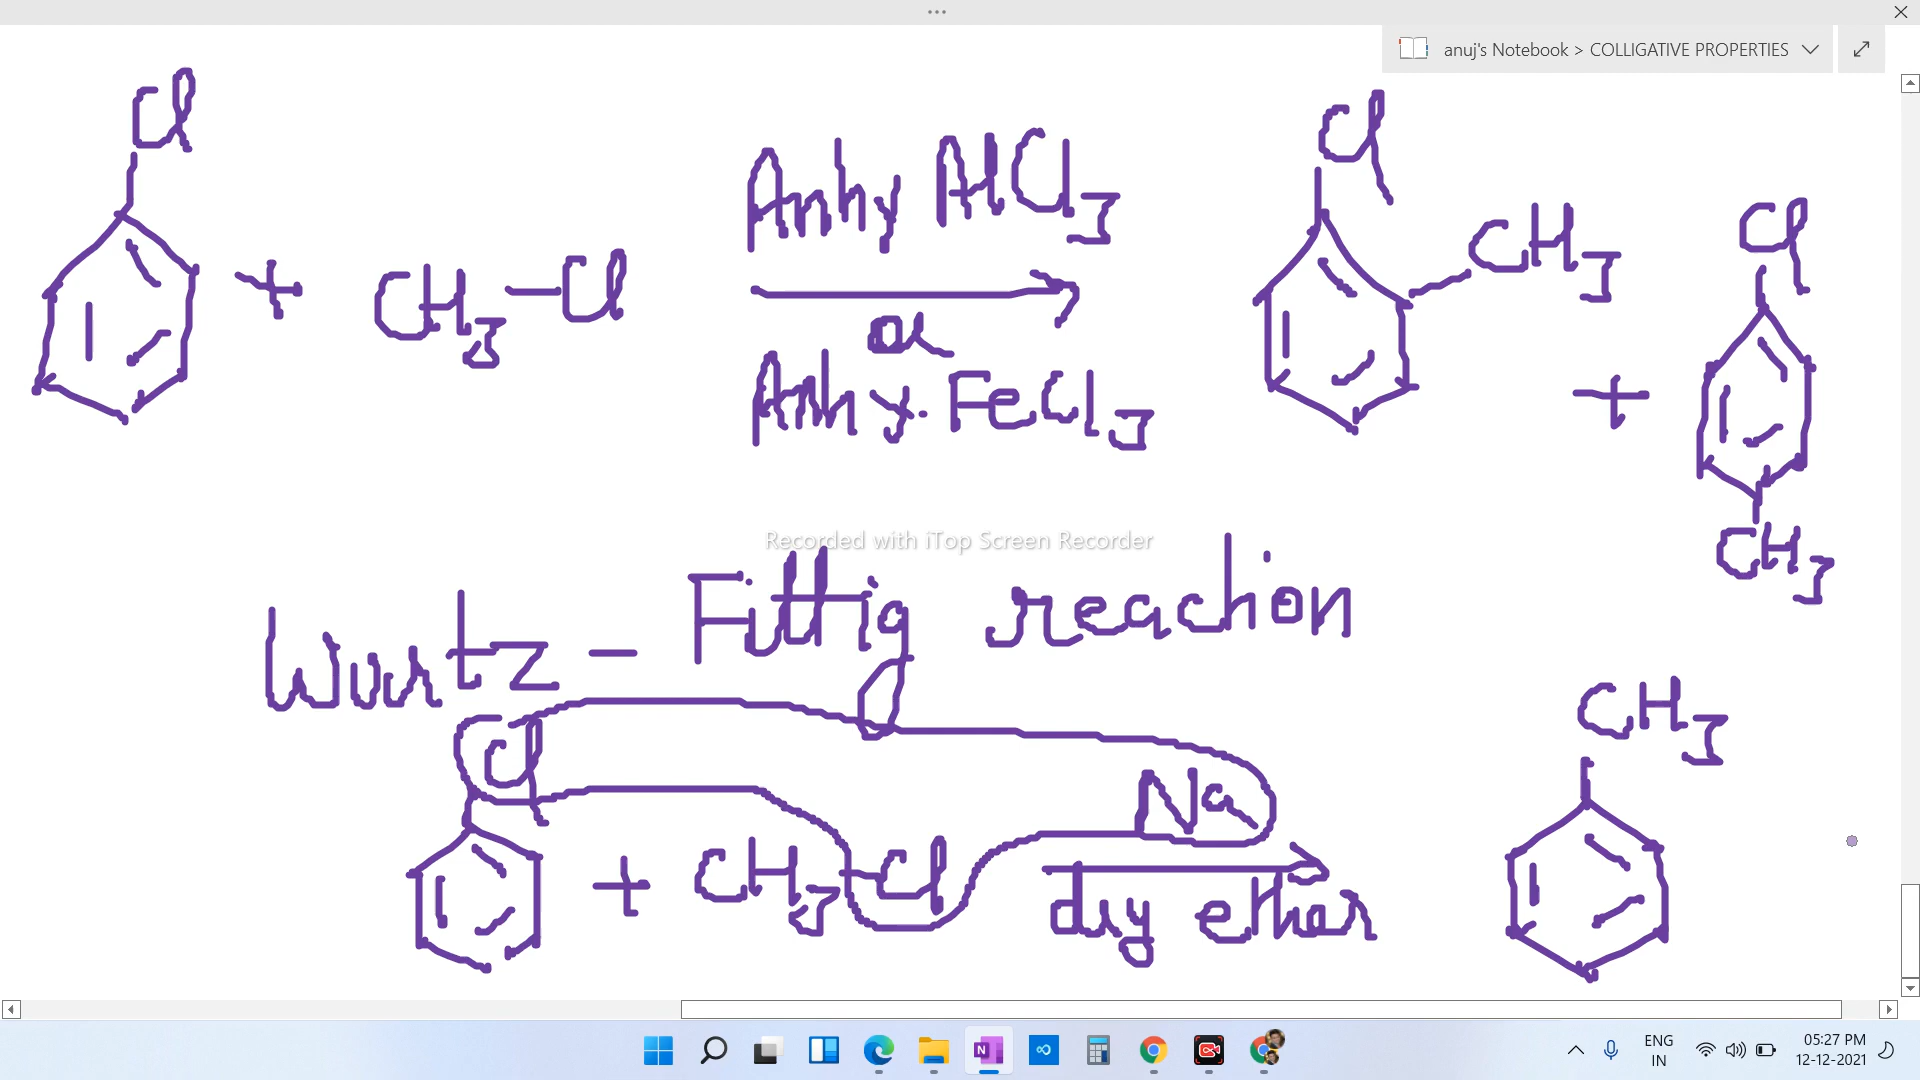 anuj's Notebook > COLLIGATIVE PROPERTIES
Cl
+ CH3-Cl
Anhy AlCl3
or
Anhy. FeCl3
Cl
CH3
+
Cl
CH3
Recorded with iTop Screen Recorder
Wurtz - Fittig reaction
Cl
+ CH3-Cl
Na
dry ether
CH3
ENG
IN
05:27 PM
12-12-2021